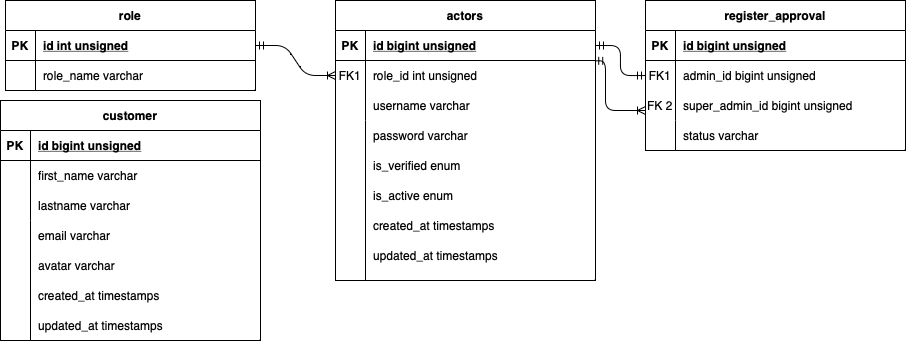 role
PK id int unsigned
role_name varchar
customer
PK id bigint unsigned
first_name varchar
lastname varchar
email varchar
avatar varchar
created_at timestamps
updated_at timestamps
actors
PK id bigint unsigned
FK1 role_id int unsigned
username varchar
password varchar
is_verified enum
is_active enum
created_at timestamps
updated_at timestamps
register_approval
PK id bigint unsigned
FK1 admin_id bigint unsigned
FK 2 super_admin_id bigint unsigned
status varchar